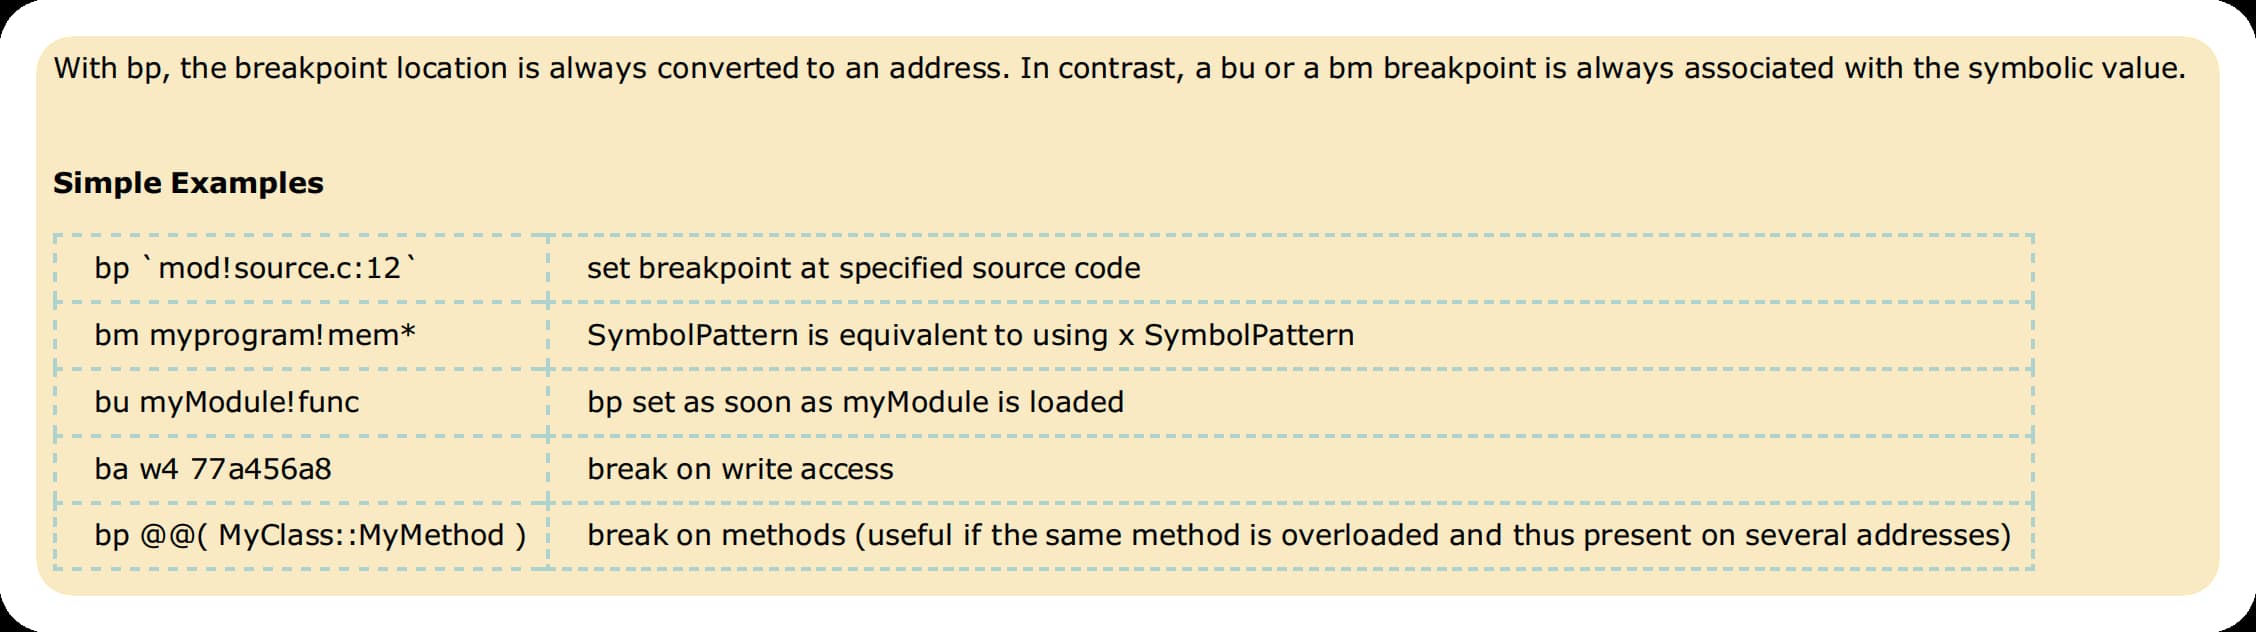 With bp, the breakpoint location is always converted to an address. In contrast, a bu or a bm breakpoint is always associated with the symbolic value.
Simple Examples
bp `mod!source.c:12` set breakpoint at specified source code
bm myprogram!mem* SymbolPattern is equivalent to using x SymbolPattern
bu myModule!func bp set as soon as myModule is loaded
ba w4 77a456a8 break on write access
bp @@( MyClass::MyMethod ) break on methods (useful if the same method is overloaded and thus present on several addresses)